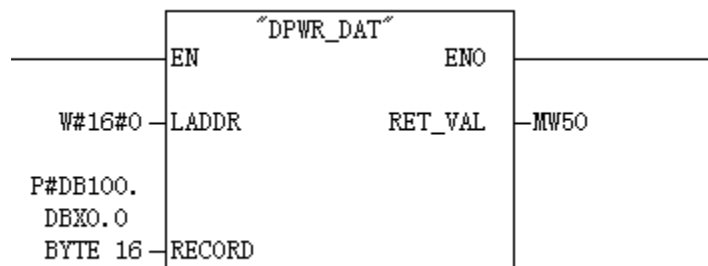 "DPWR_DAT"
EN ENO
W#16#0 LADDR RET_VAL MW50
P#DB100.
DBX0.0
BYTE 16 RECORD